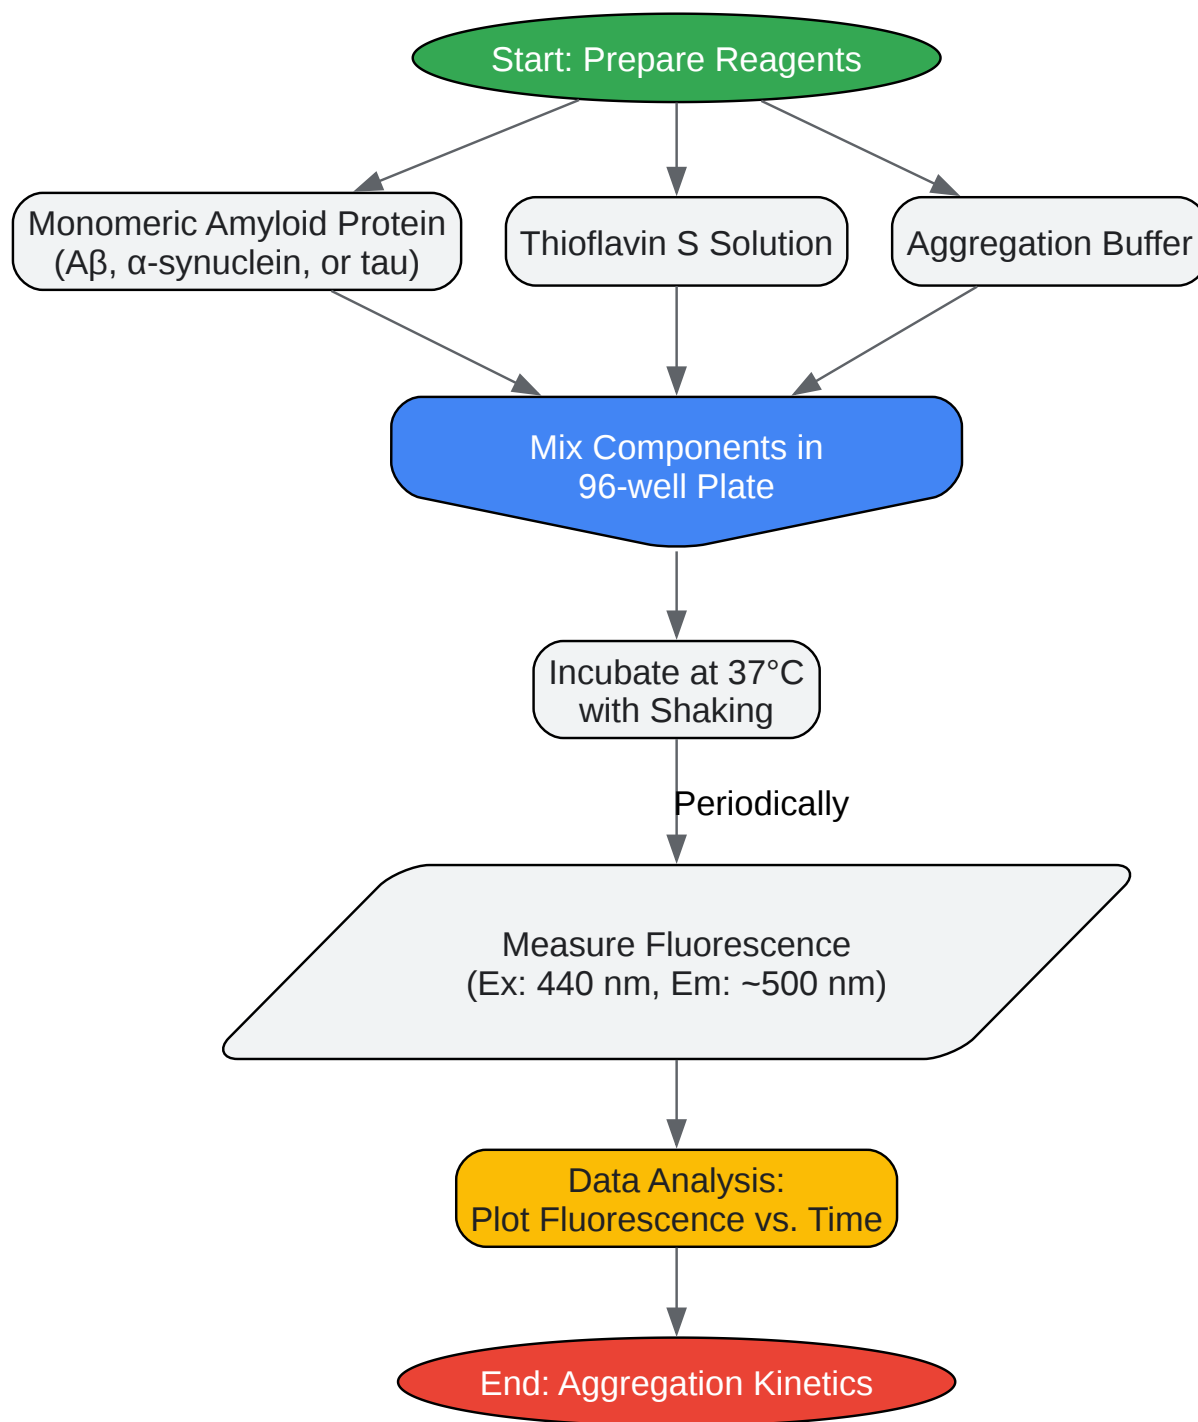 Start: Prepare Reagents
Monomeric Amyloid Protein
(Aβ, α-synuclein, or tau)
Thioflavin S Solution
Aggregation Buffer
Mix Components in
96-well Plate
Incubate at 37°C
with Shaking
Periodically
Measure Fluorescence
(Ex: 440 nm, Em: ~500 nm)
Data Analysis:
Plot Fluorescence vs. Time
End: Aggregation Kinetics